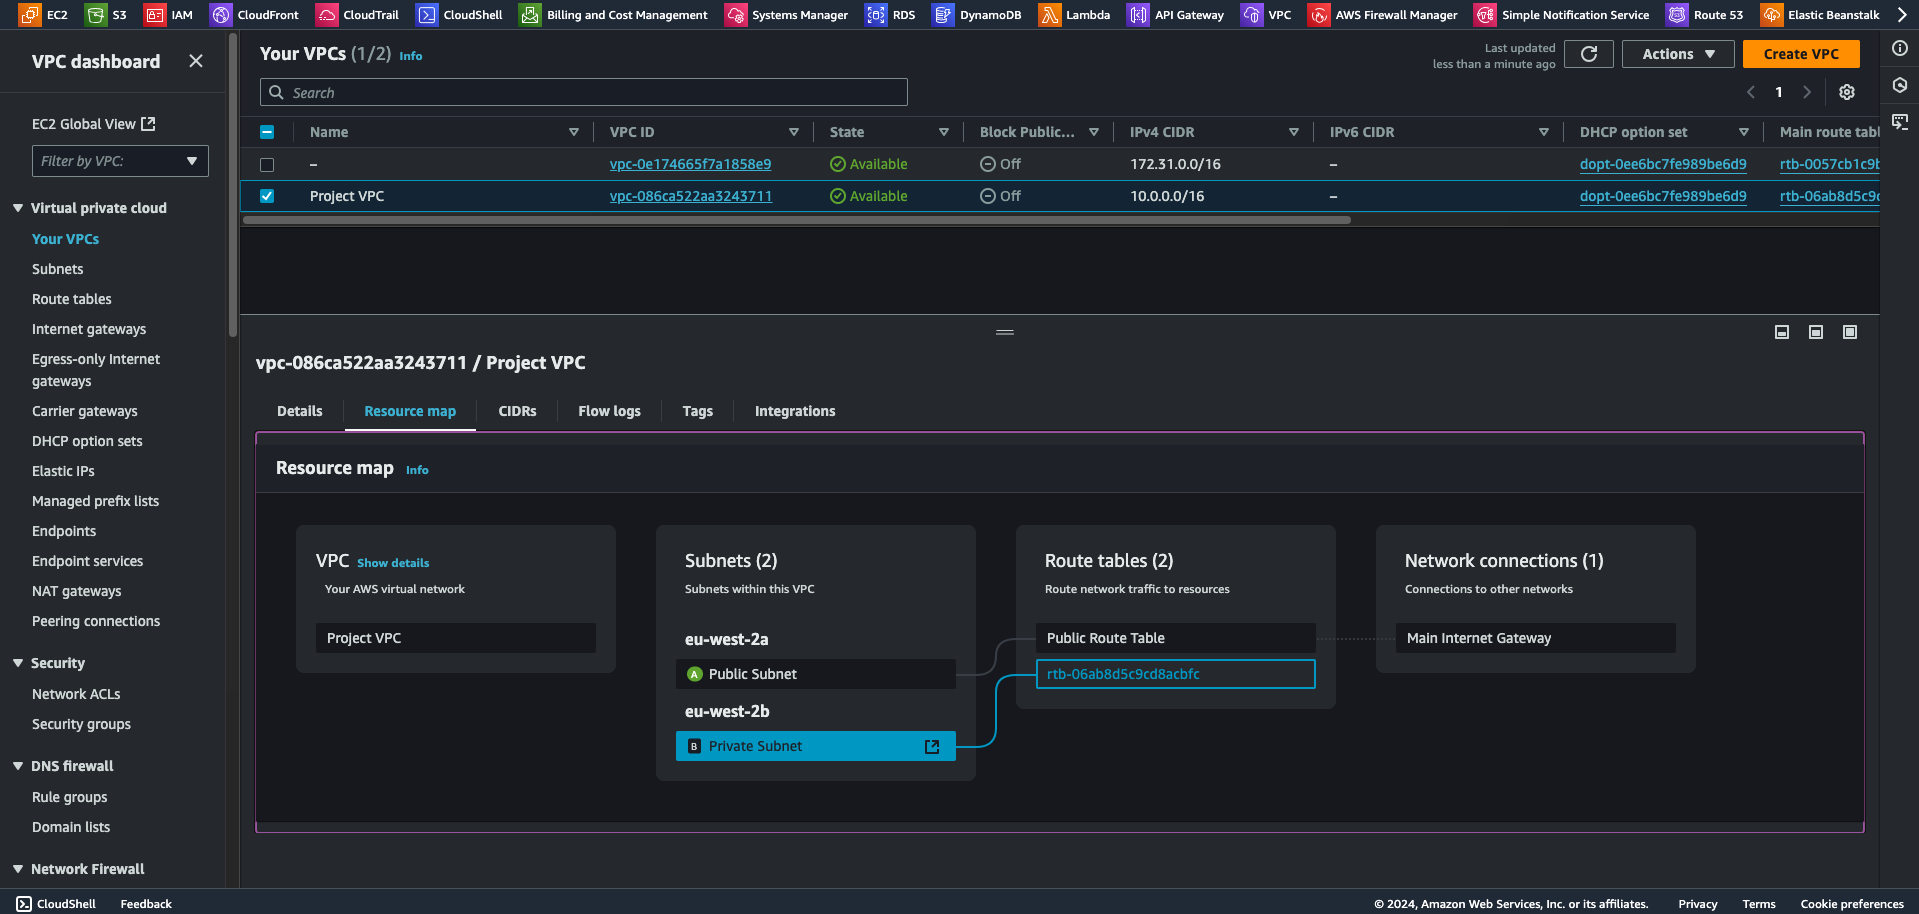 EC2 S3 IAM CloudFront CloudTrail CloudShell Billing and Cost Management Systems Manager RDS DynamoDB Lambda API Gateway VPC AWS Firewall Manager Simple Notification Service Route 53 Elastic Beanstalk
VPC dashboard
EC2 Global View
Filter by VPC:
Virtual private cloud
Your VPCs
Subnets
Route tables
Internet gateways
Egress-only Internet
gateways
Carrier gateways
DHCP option sets
Elastic IPs
Managed prefix lists
Endpoints
Endpoint services
NAT gateways
Peering connections
Security
Network ACLs
Security groups
DNS firewall
Rule groups
Domain lists
Network Firewall
Your VPCs (1/2) Info
Last updated
less than a minute ago
Actions
Create VPC
Search
1
Name VPC ID State Block Public... IPv4 CIDR IPv6 CIDR DHCP option set Main route tabl
– vpc-0e174665f7a1858e9 Available Off 172.31.0.0/16 – dopt-0ee6bc7fe989be6d9 rtb-0057cb1c9b
Project VPC vpc-086ca522aa3243711 Available Off 10.0.0.0/16 – dopt-0ee6bc7fe989be6d9 rtb-06ab8d5c9c
vpc-086ca522aa3243711 / Project VPC
Details Resource map CIDRs Flow logs Tags Integrations
Resource map Info
VPC Show details
Your AWS virtual network
Project VPC
Subnets (2)
Subnets within this VPC
eu-west-2a
A Public Subnet
eu-west-2b
B Private Subnet
Route tables (2)
Route network traffic to resources
Public Route Table
rtb-06ab8d5c9cd8acbfc
Network connections (1)
Connections to other networks
Main Internet Gateway
CloudShell Feedback © 2024, Amazon Web Services, Inc. or its affiliates. Privacy Terms Cookie preferences